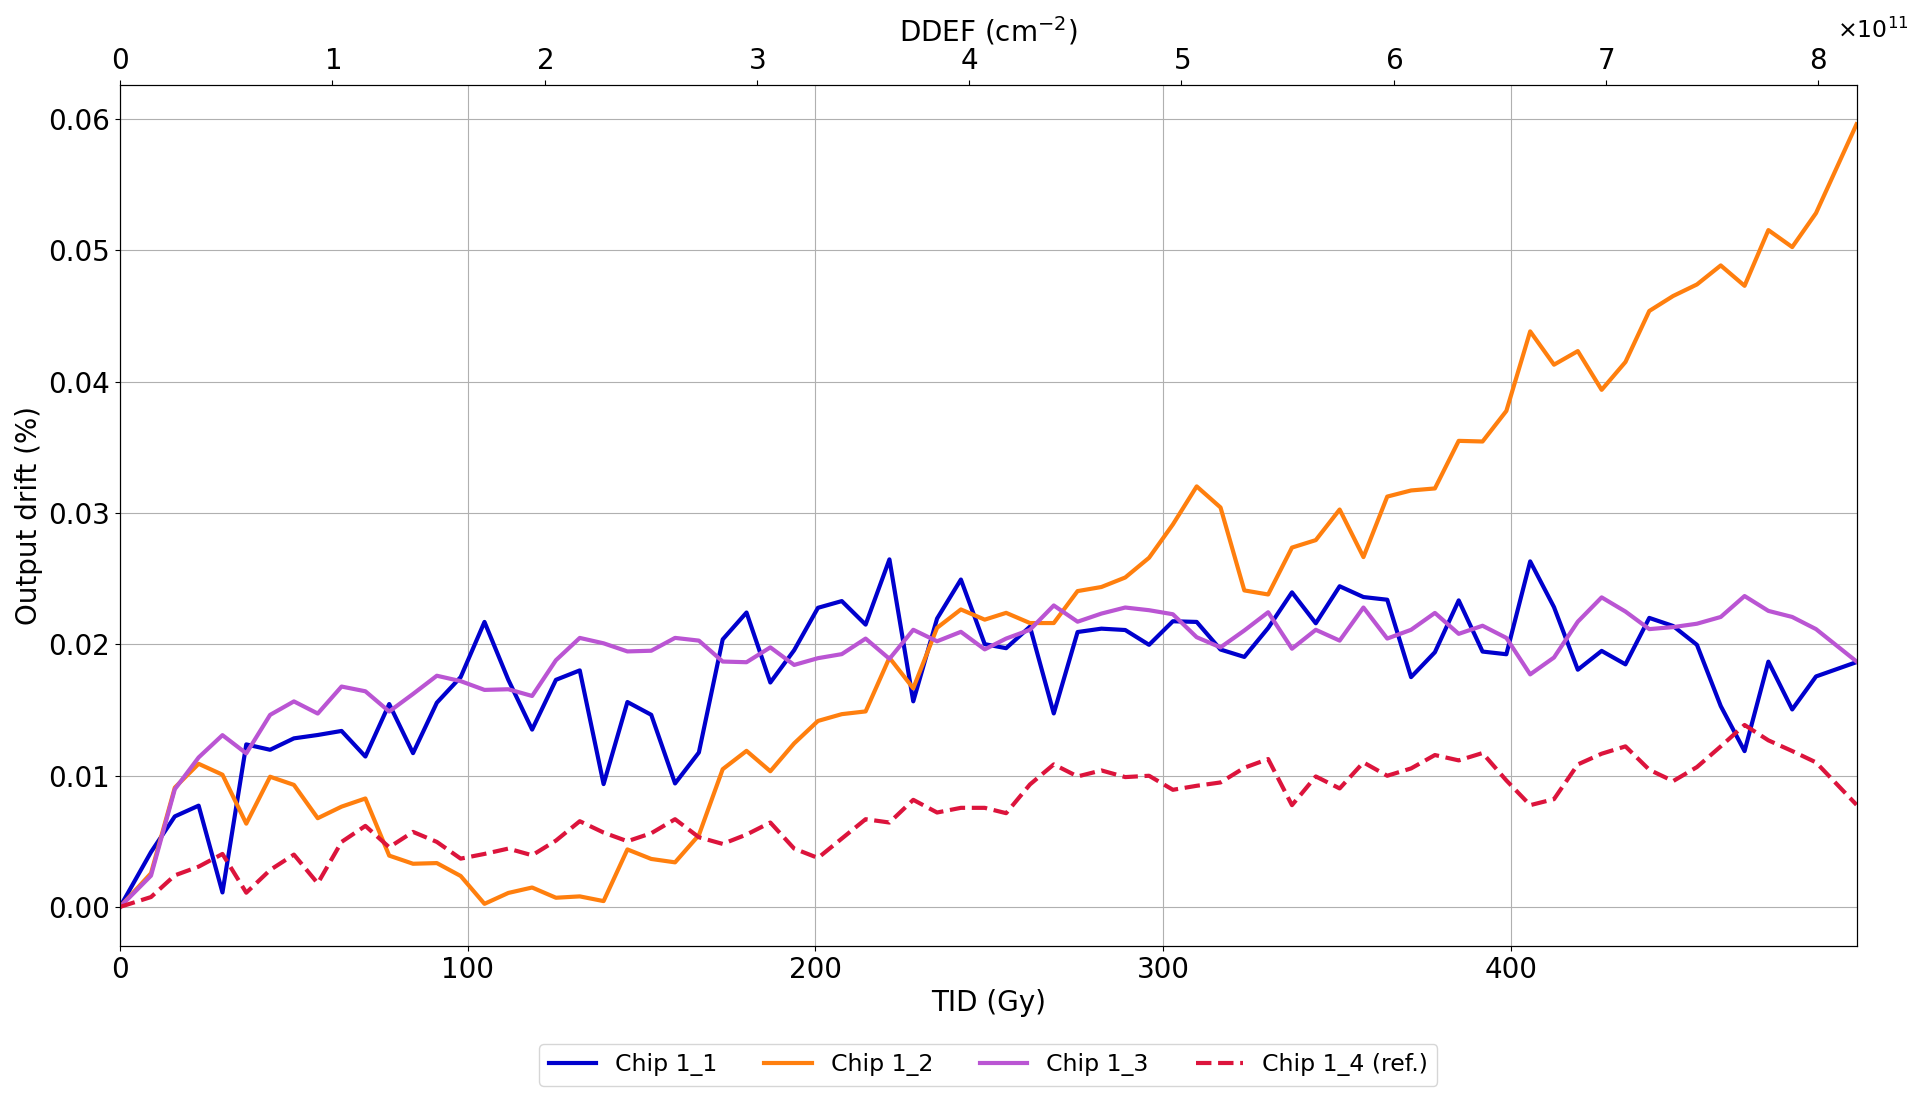 DDEF (cm⁻²)
×10¹¹
0 1 2 3 4 5 6 7 8
0.06
0.05
0.04
0.03
0.02
0.01
0.00
Output drift (%)
0 100 200 300 400
TID (Gy)
Chip 1_1 Chip 1_2 Chip 1_3 Chip 1_4 (ref.)